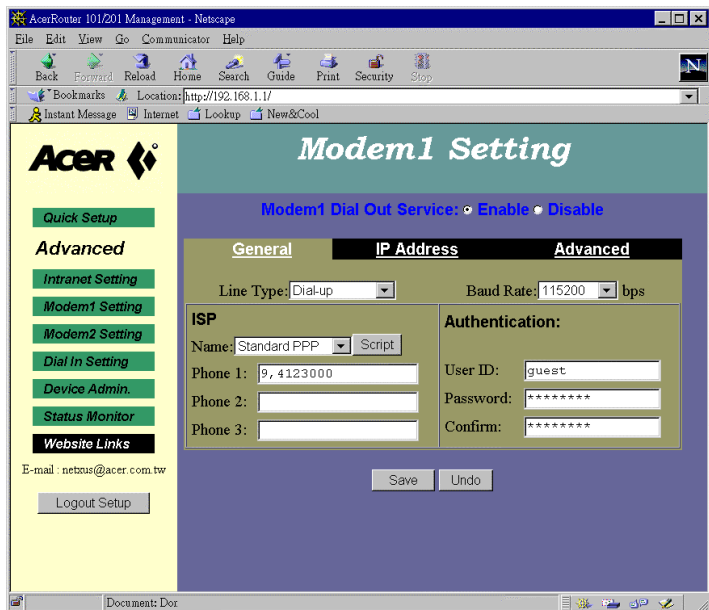 AcerRouter 101/201 Management - Netscape
File Edit View Go Communicator Help
Back Forward Reload Home Search Guide Print Security Stop
N
Bookmarks Location: http://192.168.1.1/
Instant Message Internet Lookup New&Cool
Acer
Modem1 Setting
Quick Setup
Advanced
Intranet Setting
Modem1 Setting
Modem2 Setting
Dial In Setting
Device Admin.
Status Monitor
Website Links
E-mail : netxus@acer.com.tw
Logout Setup
Modem1 Dial Out Service: Enable Disable
General IP Address Advanced
Line Type: Dial-up Baud Rate: 115200 bps
ISP
Name: Standard PPP Script
Phone 1: 9,4123000
Phone 2:
Phone 3:
Authentication:
User ID: guest
Password: ********
Confirm: ********
Save Undo
Document: Dor